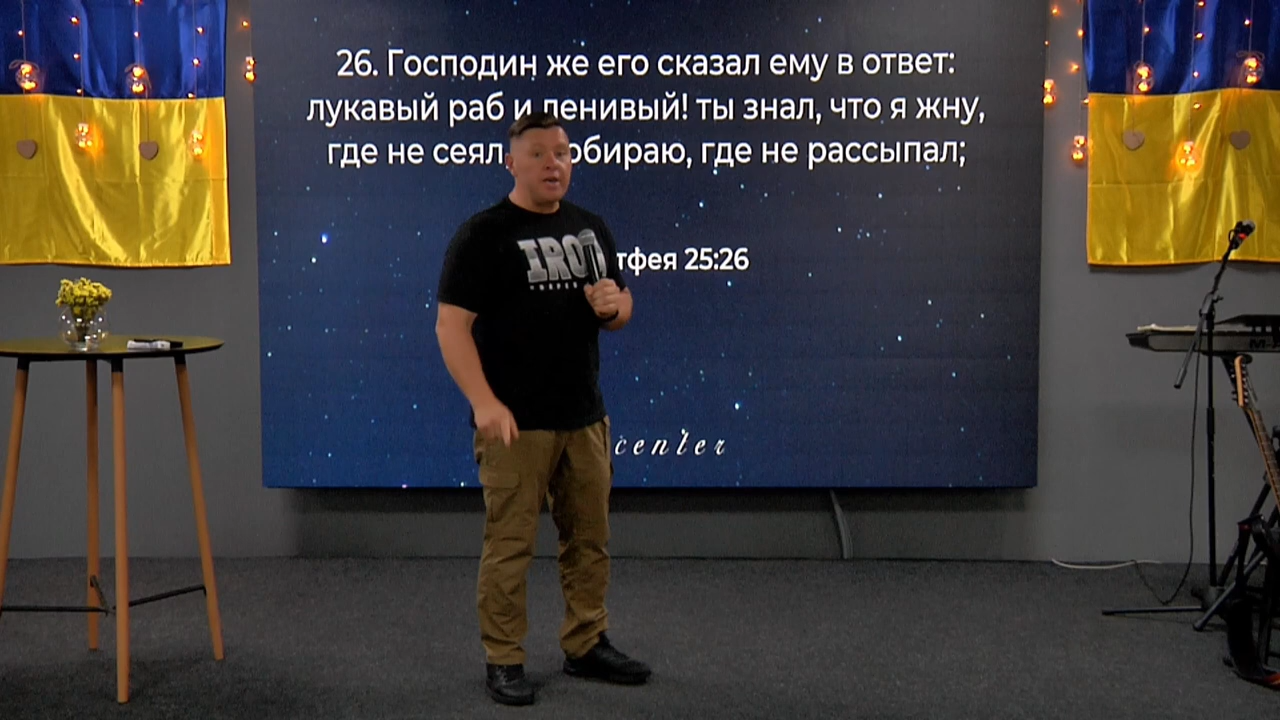 26. Господин же его сказал ему в ответ:
лукавый раб и ленивый! ты знал, что я жну,
где не сеял, обираю, где не рассыпал;
тфея 25:26
center
IRO